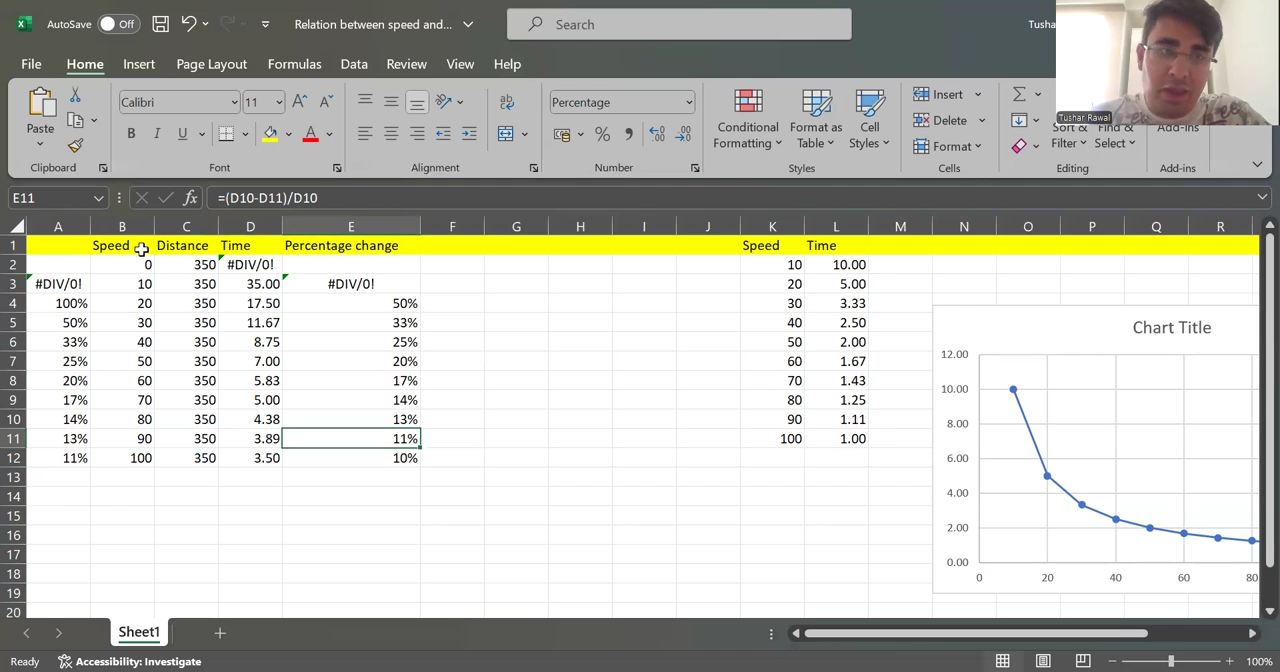 AutoSave Off Relation between speed and... Search Tusha
File Home Insert Page Layout Formulas Data Review View Help
Paste
Calibri 11
B I U
ab
Percentage
% ,
Conditional Formatting
Format as Table
Cell Styles
Insert
Delete
Format
Sort & Filter
Find & Select
Add-ins
Clipboard Font Alignment Number Styles Cells Editing Add-ins
Tushar Rawal
E11 fx =(D10-D11)/D10
A B C D E F G H I J K L M N O P Q R
1 Speed Distance Time Percentage change Speed Time
2 0 350 #DIV/0! 10 10.00
3 #DIV/0! 10 350 35.00 #DIV/0! 20 5.00
4 100% 20 350 17.50 50% 30 3.33
5 50% 30 350 11.67 33% 40 2.50
6 33% 40 350 8.75 25% 50 2.00
7 25% 50 350 7.00 20% 60 1.67
8 20% 60 350 5.83 17% 70 1.43
9 17% 70 350 5.00 14% 80 1.25
10 14% 80 350 4.38 13% 90 1.11
11 13% 90 350 3.89 11% 100 1.00
12 11% 100 350 3.50 10%
13
14
15
16
17
18
19
20
Chart Title
12.00
10.00
8.00
6.00
4.00
2.00
0.00
0 20 40 60 80
Sheet1
Ready Accessibility: Investigate 100%